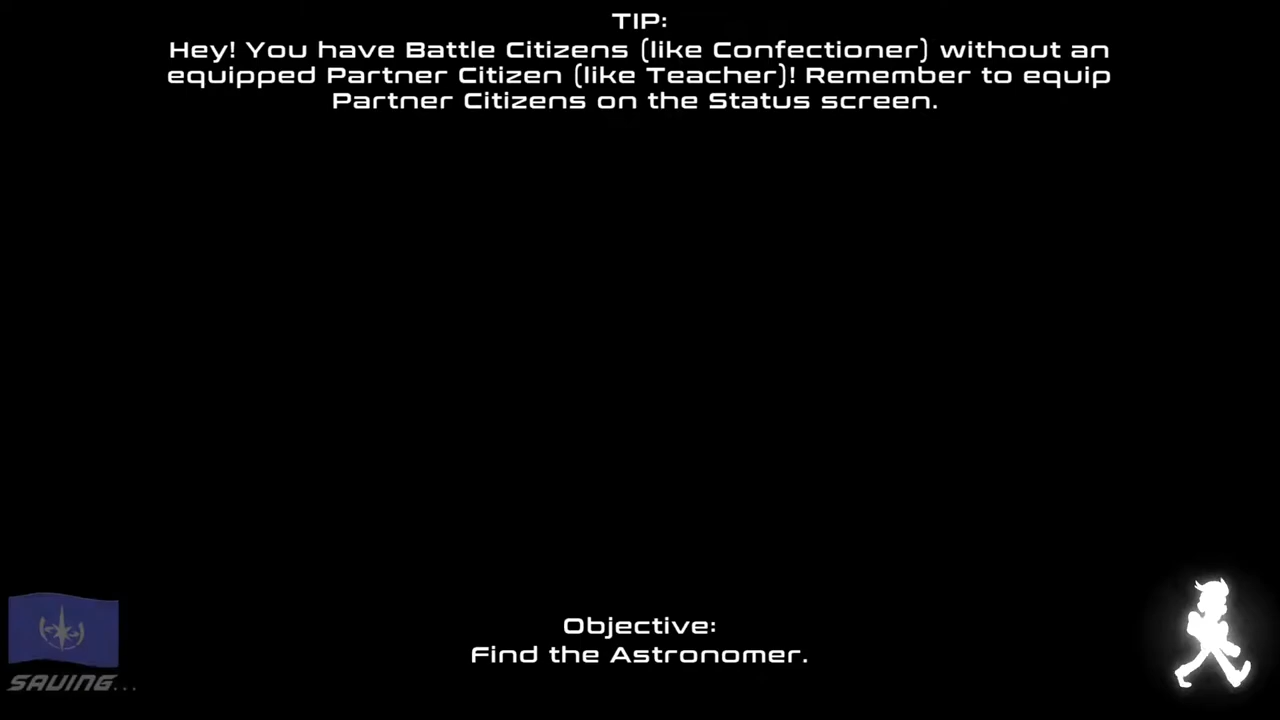 TIP:
Hey! You have Battle Citizens (like Confectioner) without an
equipped Partner Citizen (like Teacher)! Remember to equip
Partner Citizens on the Status screen.
Objective:
Find the Astronomer.
SAVING...